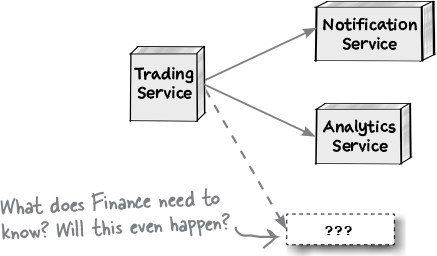 Notification
Service
Trading
Service
Analytics
Service
What does Finance need to
know? Will this even happen?
???